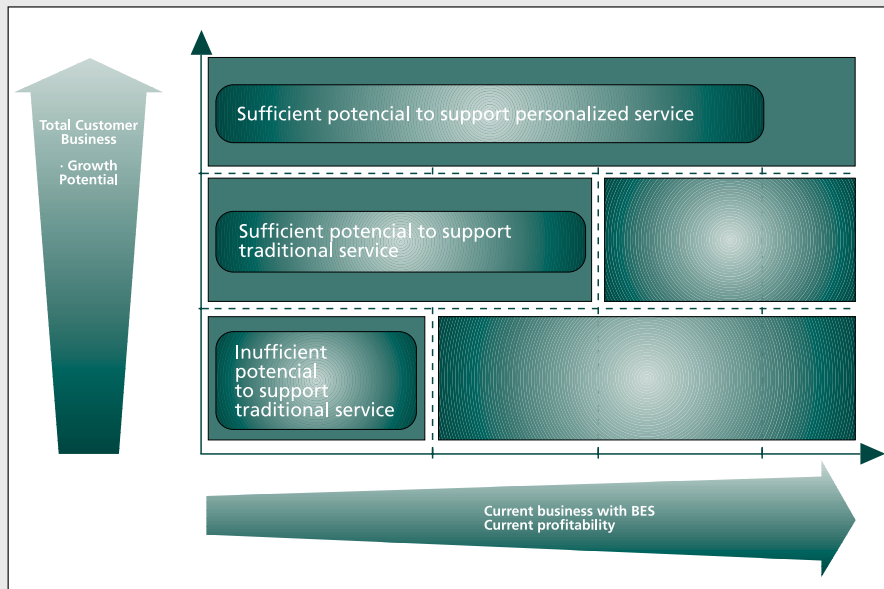 Total Customer
Business
· Growth
Potential
Sufficient potencial to support personalized service
Sufficient potencial to support
traditional service
Inufficient
potencial
to support
traditional service
Current business with BES
Current profitability